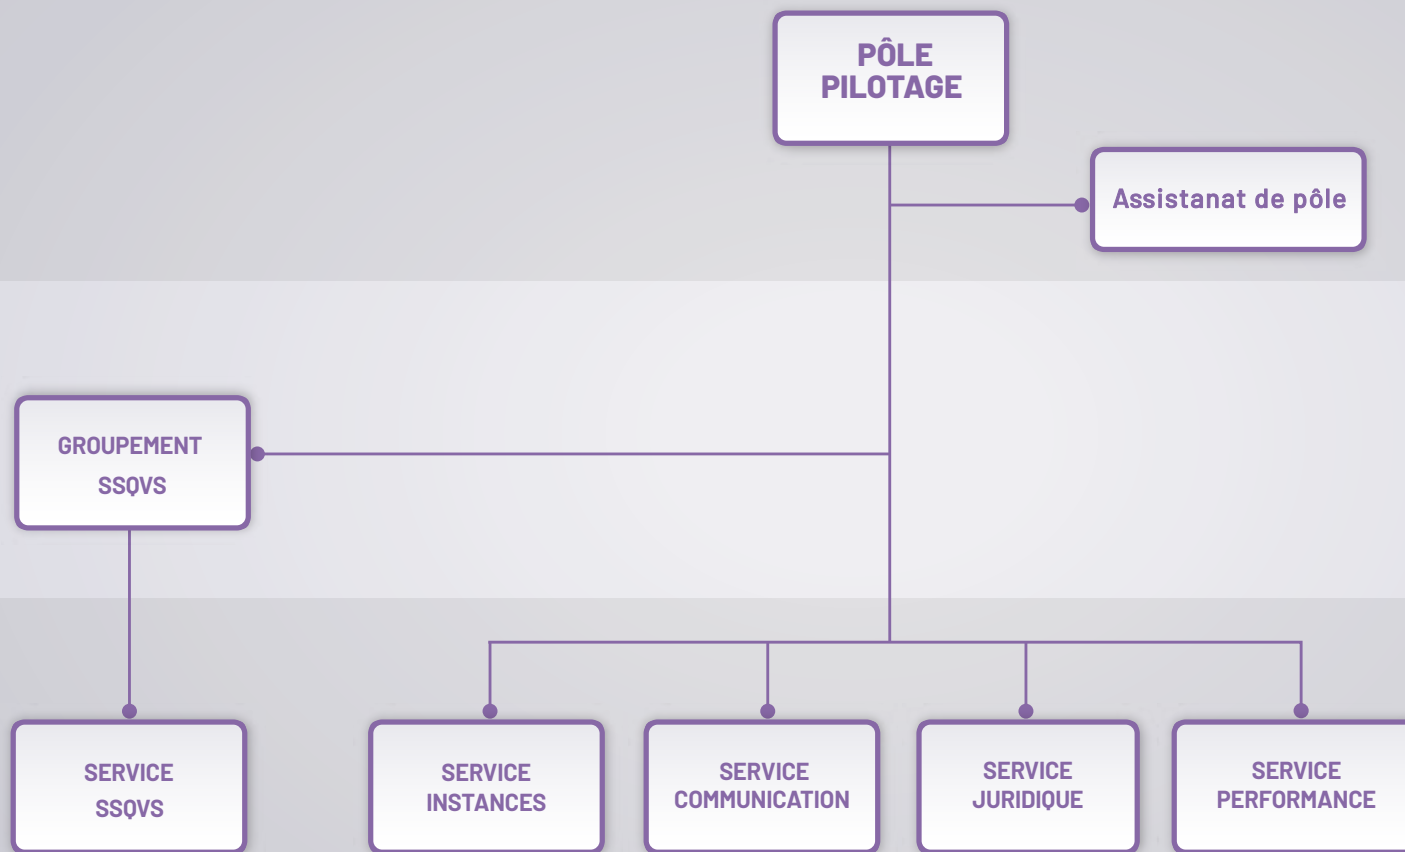 PÔLE
PILOTAGE
Assistanat de pôle
GROUPEMENT
SSQVS
SERVICE
SSQVS
SERVICE
INSTANCES
SERVICE
COMMUNICATION
SERVICE
JURIDIQUE
SERVICE
PERFORMANCE